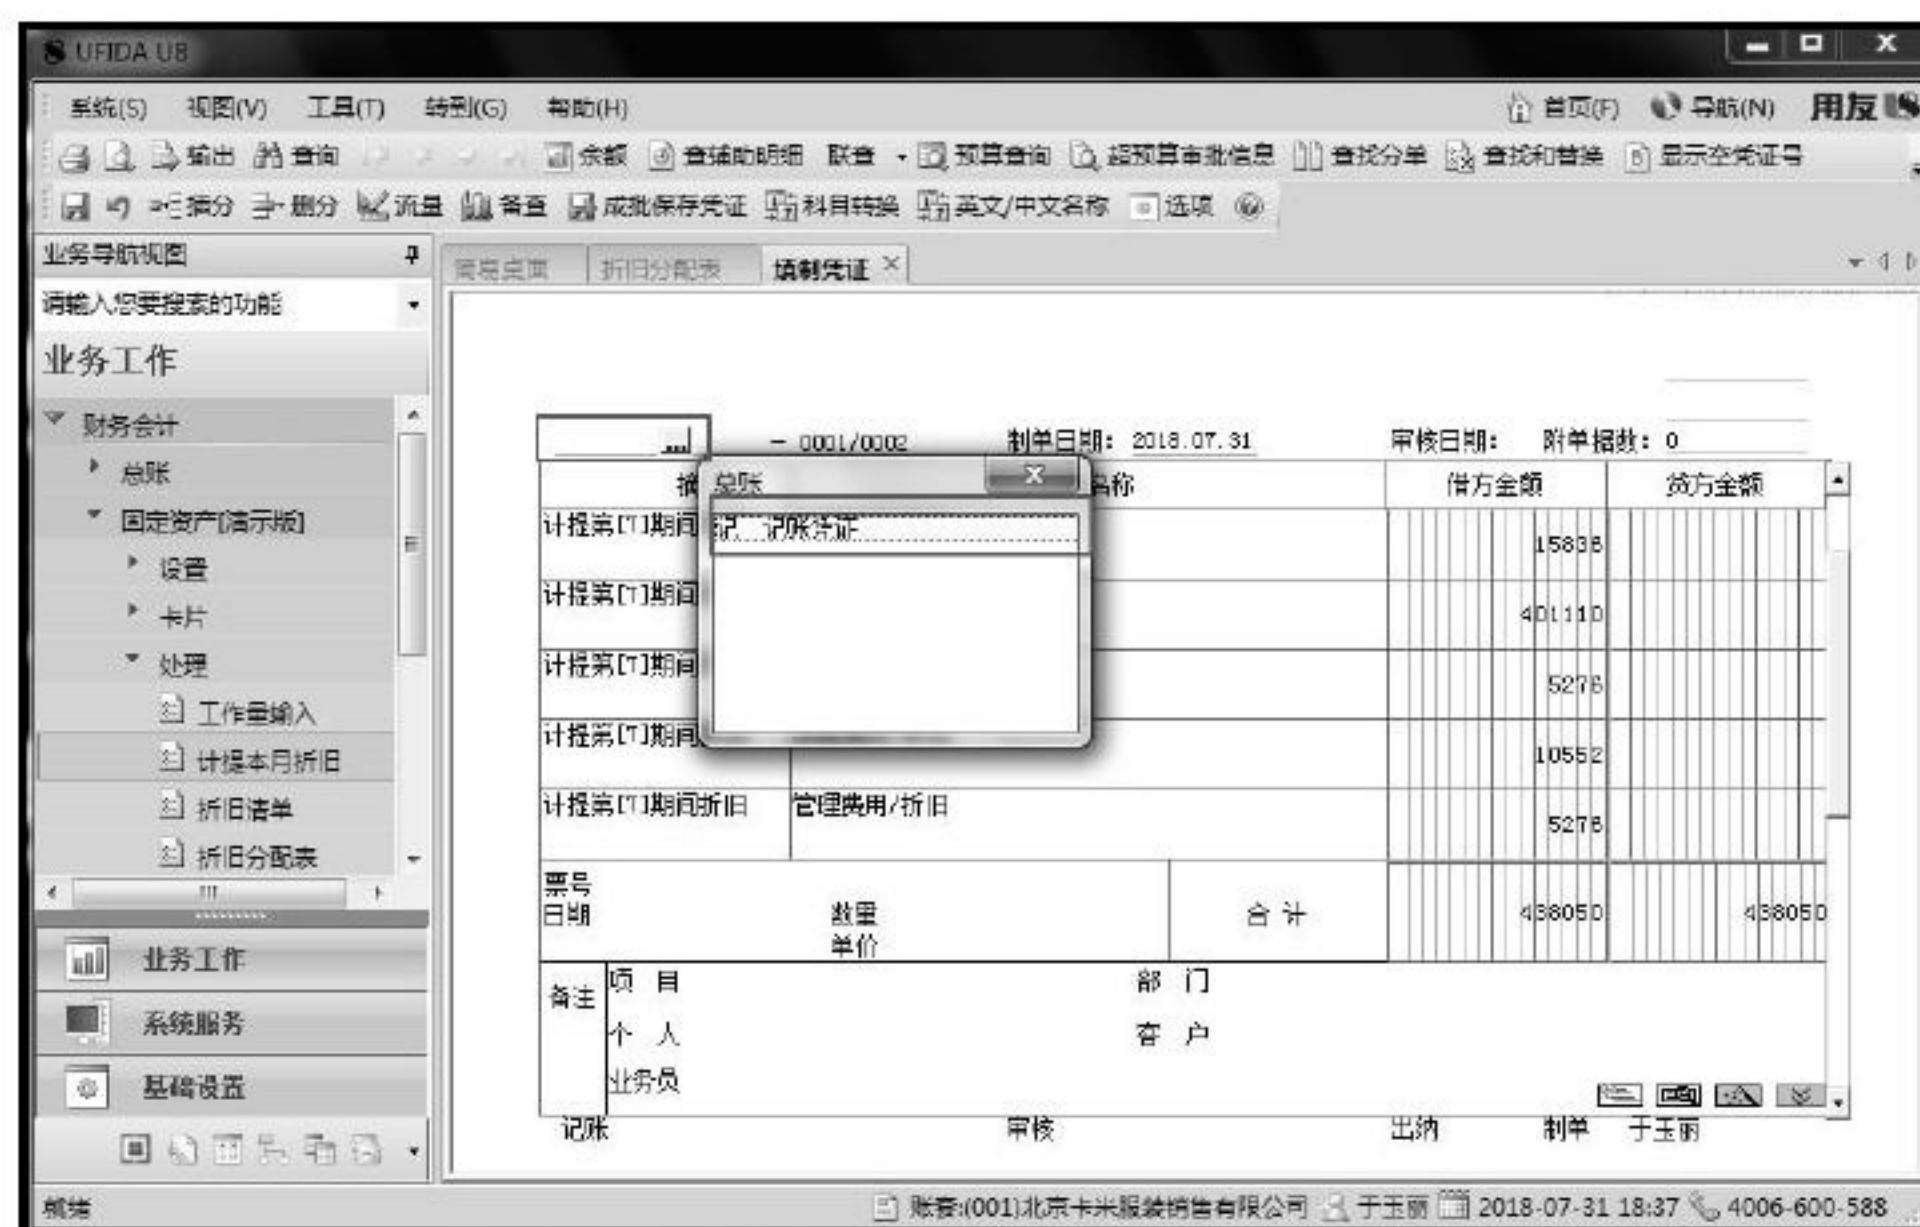 UFIDA U8
系统(S) 视图(V) 工具(T) 转到(G) 帮助(H) 首页(F) 导航(N) 用友U8
输出 查询 余额 查辅助明细 联查 预算查询 超预算审批信息 查找分单 查找和替换 显示空凭证号
插分 删分 流量 备查 成批保存凭证 科目转换 英文/中文名称 选项
业务导航视图
简易桌面 折旧分配表 填制凭证
请输入您要搜索的功能
业务工作
财务会计
总账
固定资产[演示版]
设置
卡片
处理
工作量输入
计提本月折旧
折旧清单
折旧分配表
业务工作
系统服务
基础设置
- 0001/0002 制单日期: 2018.07.31 审核日期: 附单据数: 0
摘 名称 借方金额 贷方金额
总账
记 记账凭证
计提第[7]期间 15836
计提第[7]期间 401110
计提第[7]期间 5276
计提第[7]期间 10552
计提第[7]期间折旧 管理费用/折旧 5276
票号
日期 数量 合计 438050 438050
单价
备注 项目 部门
个人 客户
业务员
记账 审核 出纳 制单 于玉丽
就绪 账套:(001)北京卡米服装销售有限公司 于玉丽 2018-07-31 18:37 4006-600-588